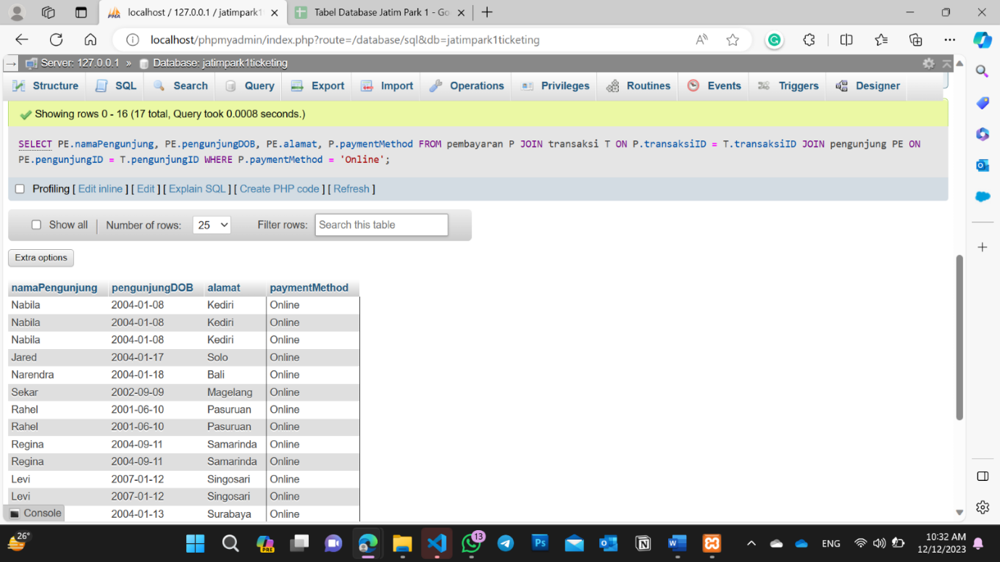 localhost / 127.0.0.1 / jatimpark1
Tabel Database Jatim Park 1 - Go
localhost/phpmyadmin/index.php?route=/database/sql&db=jatimpark1ticketing
Server: 127.0.0.1 » Database: jatimpark1ticketing
Structure SQL Search Query Export Import Operations Privileges Routines Events Triggers Designer
Showing rows 0 - 16 (17 total, Query took 0.0008 seconds.)
SELECT PE.namaPengunjung, PE.pengunjungDOB, PE.alamat, P.paymentMethod FROM pembayaran P JOIN transaksi T ON P.transaksiID = T.transaksiID JOIN pengunjung PE ON
PE.pengunjungID = T.pengunjungID WHERE P.paymentMethod = 'Online';
Profiling [ Edit inline ] [ Edit ] [ Explain SQL ] [ Create PHP code ] [ Refresh ]
Show all Number of rows: 25 Filter rows: Search this table
Extra options
namaPengunjung pengunjungDOB alamat paymentMethod
Nabila 2004-01-08 Kediri Online
Nabila 2004-01-08 Kediri Online
Nabila 2004-01-08 Kediri Online
Jared 2004-01-17 Solo Online
Narendra 2004-01-18 Bali Online
Sekar 2002-09-09 Magelang Online
Rahel 2001-06-10 Pasuruan Online
Rahel 2001-06-10 Pasuruan Online
Regina 2004-09-11 Samarinda Online
Regina 2004-09-11 Samarinda Online
Levi 2007-01-12 Singosari Online
Levi 2007-01-12 Singosari Online
Console 2004-01-13 Surabaya Online
26° PRE 13 Ps ENG 10:32 AM
12/12/2023